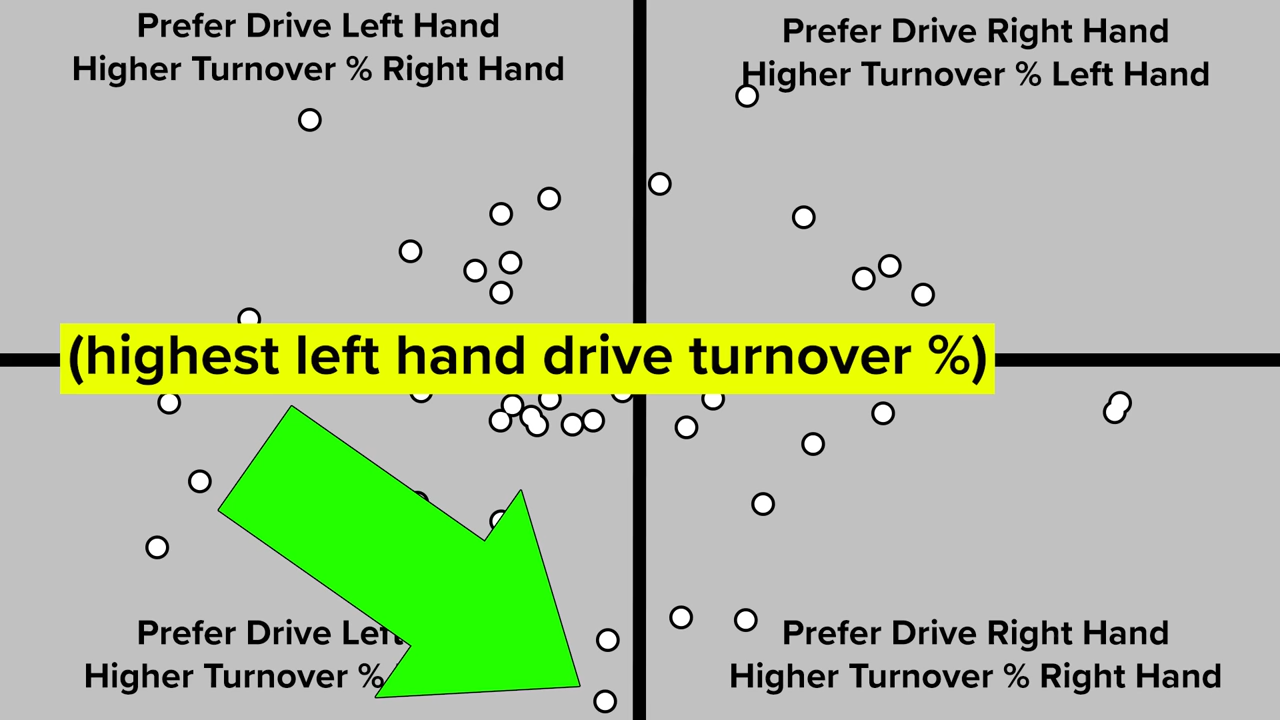 Prefer Drive Left Hand
Higher Turnover % Right Hand
Prefer Drive Right Hand
Higher Turnover % Left Hand
(highest left hand drive turnover %)
Prefer Drive Left
Higher Turnover %
Prefer Drive Right Hand
Higher Turnover % Right Hand